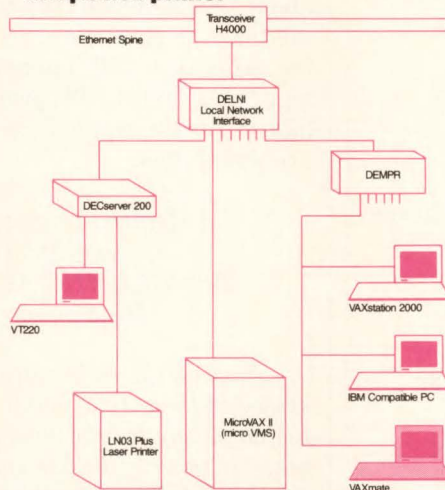 Transceiver
H4000
Ethernet Spine
DELNI
Local Network
Interface
DEMPR
DECserver 200
VT220
VAXstation 2000
IBM Compatible PC
LN03 Plus
Laser Printer
MicroVAX II
(micro VMS)
VAXmate